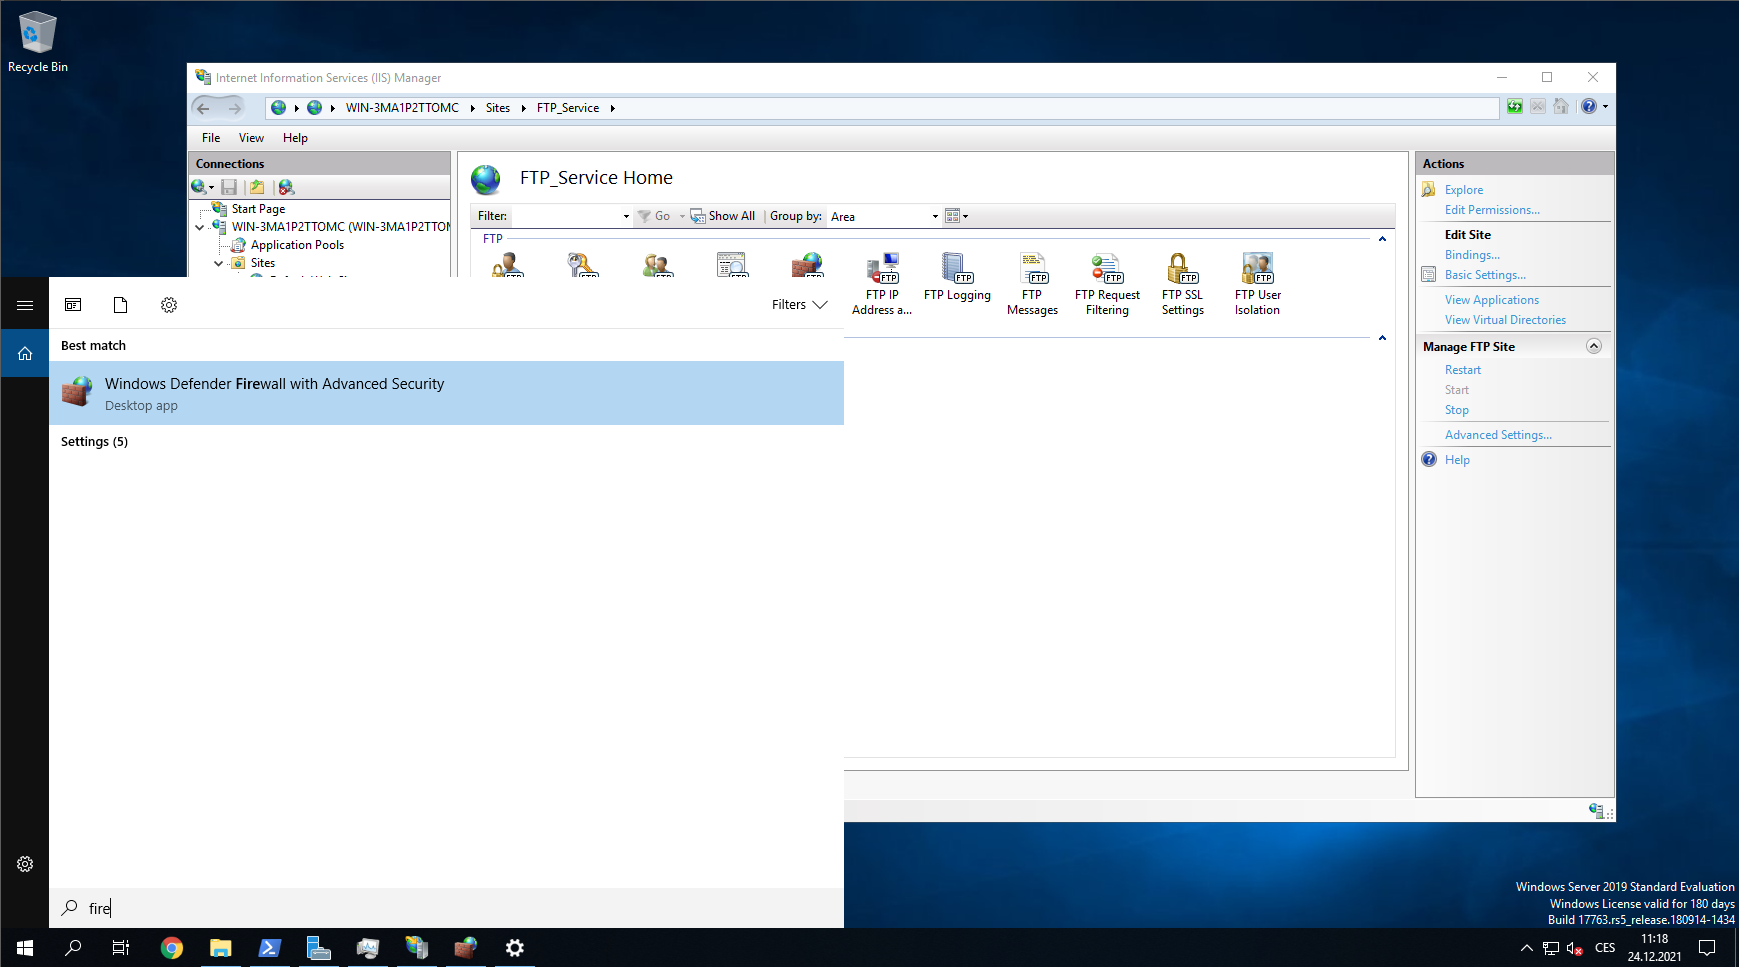 Recycle Bin
Internet Information Services (IIS) Manager
WIN-3MA1P2TTOMC
Sites
FTP_Service
File
View
Help
Connections
Start Page
WIN-3MA1P2TTOMC (WIN-3MA1P2TTOM
Application Pools
Sites
FTP_Service Home
Filter:
Go
Show All
Group by:
Area
FTP
FTP IP
Address a...
FTP Logging
FTP
Messages
FTP Request
Filtering
FTP SSL
Settings
FTP User
Isolation
Actions
Explore
Edit Permissions...
Edit Site
Bindings...
Basic Settings...
View Applications
View Virtual Directories
Manage FTP Site
Restart
Start
Stop
Advanced Settings...
Help
Filters
Best match
Windows Defender Firewall with Advanced Security
Desktop app
Settings (5)
fire
Windows Server 2019 Standard Evaluation
Windows License valid for 180 days
Build 17763.rs5_release.180914-1434
CES
11:18
24.12.2021